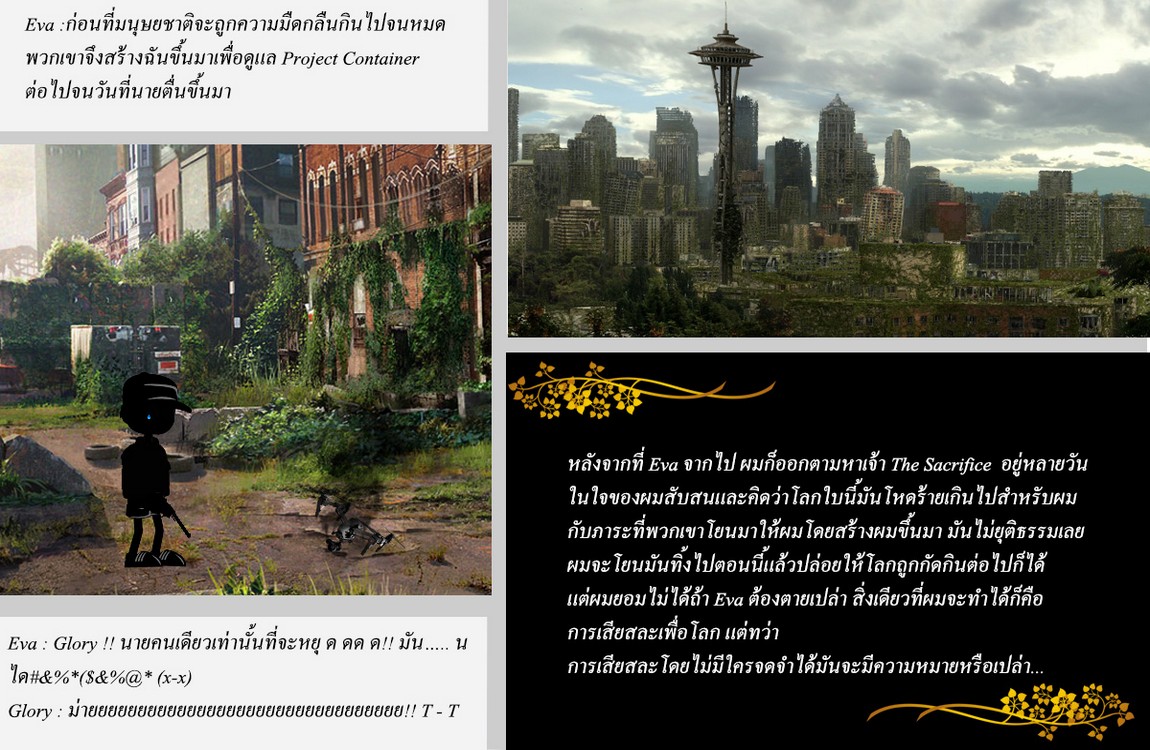 Eva :ก่อนที่มนุษยชาติจะถูกความมืดกลืนกินไปจนหมด
พวกเขาจึงสร้างฉันขึ้นมาเพื่อดูแล Project Container
ต่อไปจนวันที่นายตื่นขึ้นมา
Eva : Glory !! นายคนเดียวเท่านั้นที่จะหยุ ด ดด ด!! มัน..... น
ได#&%*($&%@* (x-x)
Glory : ม่ายยยยยยยยยยยยยยยยยยยยยยยยยยยยยยยยย!! T - T
หลังจากที่ Eva จากไป ผมก็ออกตามหาเจ้า The Sacrifice อยู่หลายวัน
ในใจของผมสับสนและคิดว่าโลกใบนี้มันโหดร้ายเกินไปสำหรับผม
กับภาระที่พวกเขาโยนมาให้ผมโดยสร้างผมขึ้นมา มันไม่ยุติธรรมเลย
ผมจะโยนมันทิ้งไปตอนนี้แล้วปล่อยให้โลกถูกกัดกินต่อไปก็ได้
แต่ผมยอมไม่ได้ถ้า Eva ต้องตายเปล่า สิ่งเดียวที่ผมจะทำได้ก็คือ
การเสียสละเพื่อโลก แต่ทว่า
การเสียสละโดยไม่มีใครจดจำได้มันจะมีความหมายหรือเปล่า...